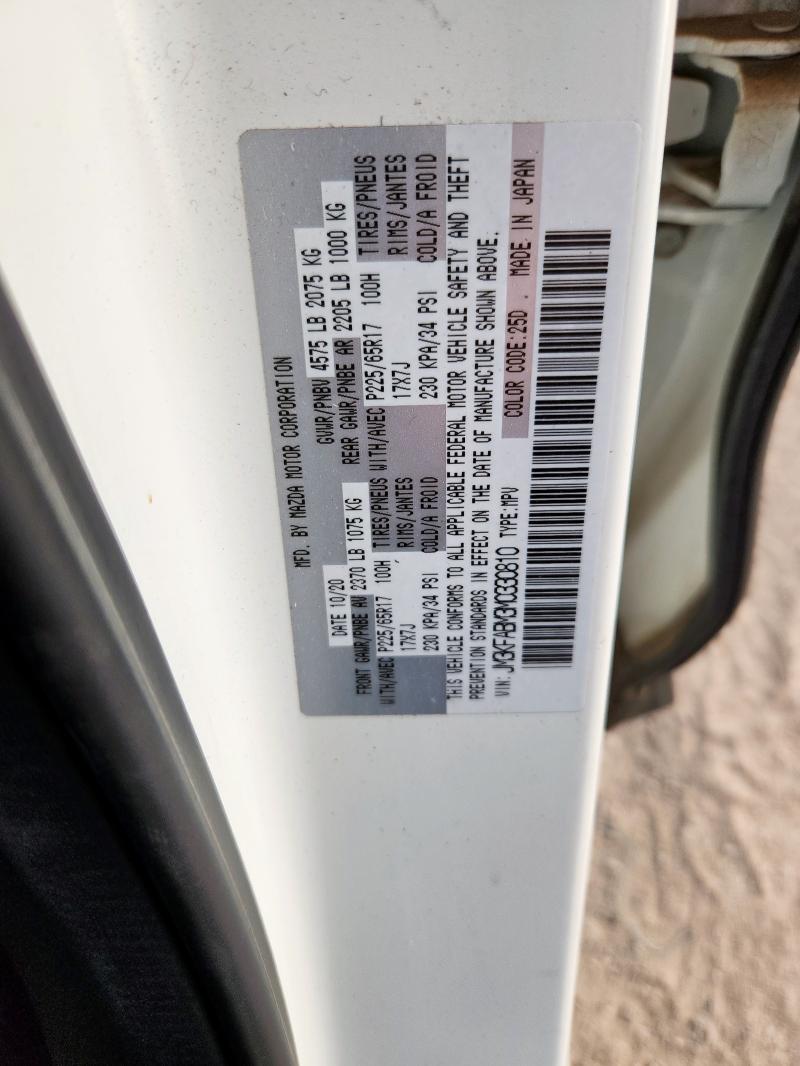 MFD. BY MAZDA MOTOR CORPORATION
DATE 10/20 GVWR/PNBV 4575 LB 2075 KG
FRONT GAWR/PNBE AV 2370 LB 1075 KG REAR GAWR/PNBE AR 2205 LB 1000 KG
WITH/AVEC P225/65R17 100H TIRES/PNEUS WITH/AVEC P225/65R17 100H TIRES/PNEUS
17X7J RIMS/JANTES 17X7J RIMS/JANTES
230 KPA/34 PSI COLD/A FROID 230 KPA/34 PSI COLD/A FROID
THIS VEHICLE CONFORMS TO ALL APPLICABLE FEDERAL MOTOR VEHICLE SAFETY AND THEFT
PREVENTION STANDARDS IN EFFECT ON THE DATE OF MANUFACTURE SHOWN ABOVE.
VIN: JM3KFABM3M0330810 TYPE:MPV COLOR CODE:25D . MADE IN JAPAN